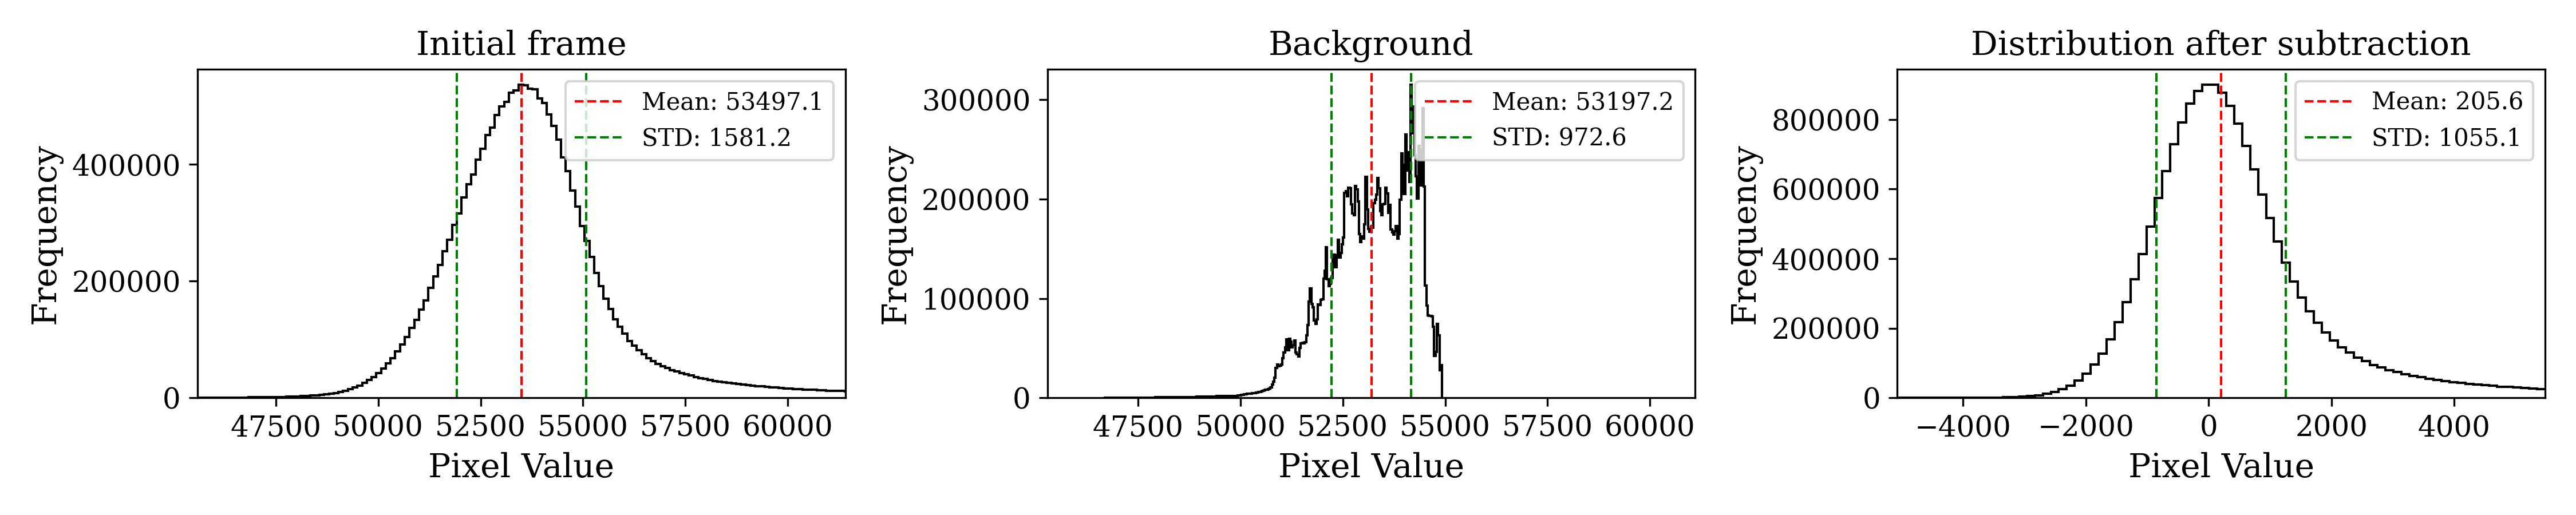 Initial frame
Mean: 53497.1
STD: 1581.2
400000
200000
0
Frequency
47500 50000 52500 55000 57500 60000
Pixel Value
Background
Mean: 53197.2
STD: 972.6
300000
200000
100000
0
Frequency
47500 50000 52500 55000 57500 60000
Pixel Value
Distribution after subtraction
Mean: 205.6
STD: 1055.1
800000
600000
400000
200000
0
Frequency
−4000 −2000 0 2000 4000
Pixel Value